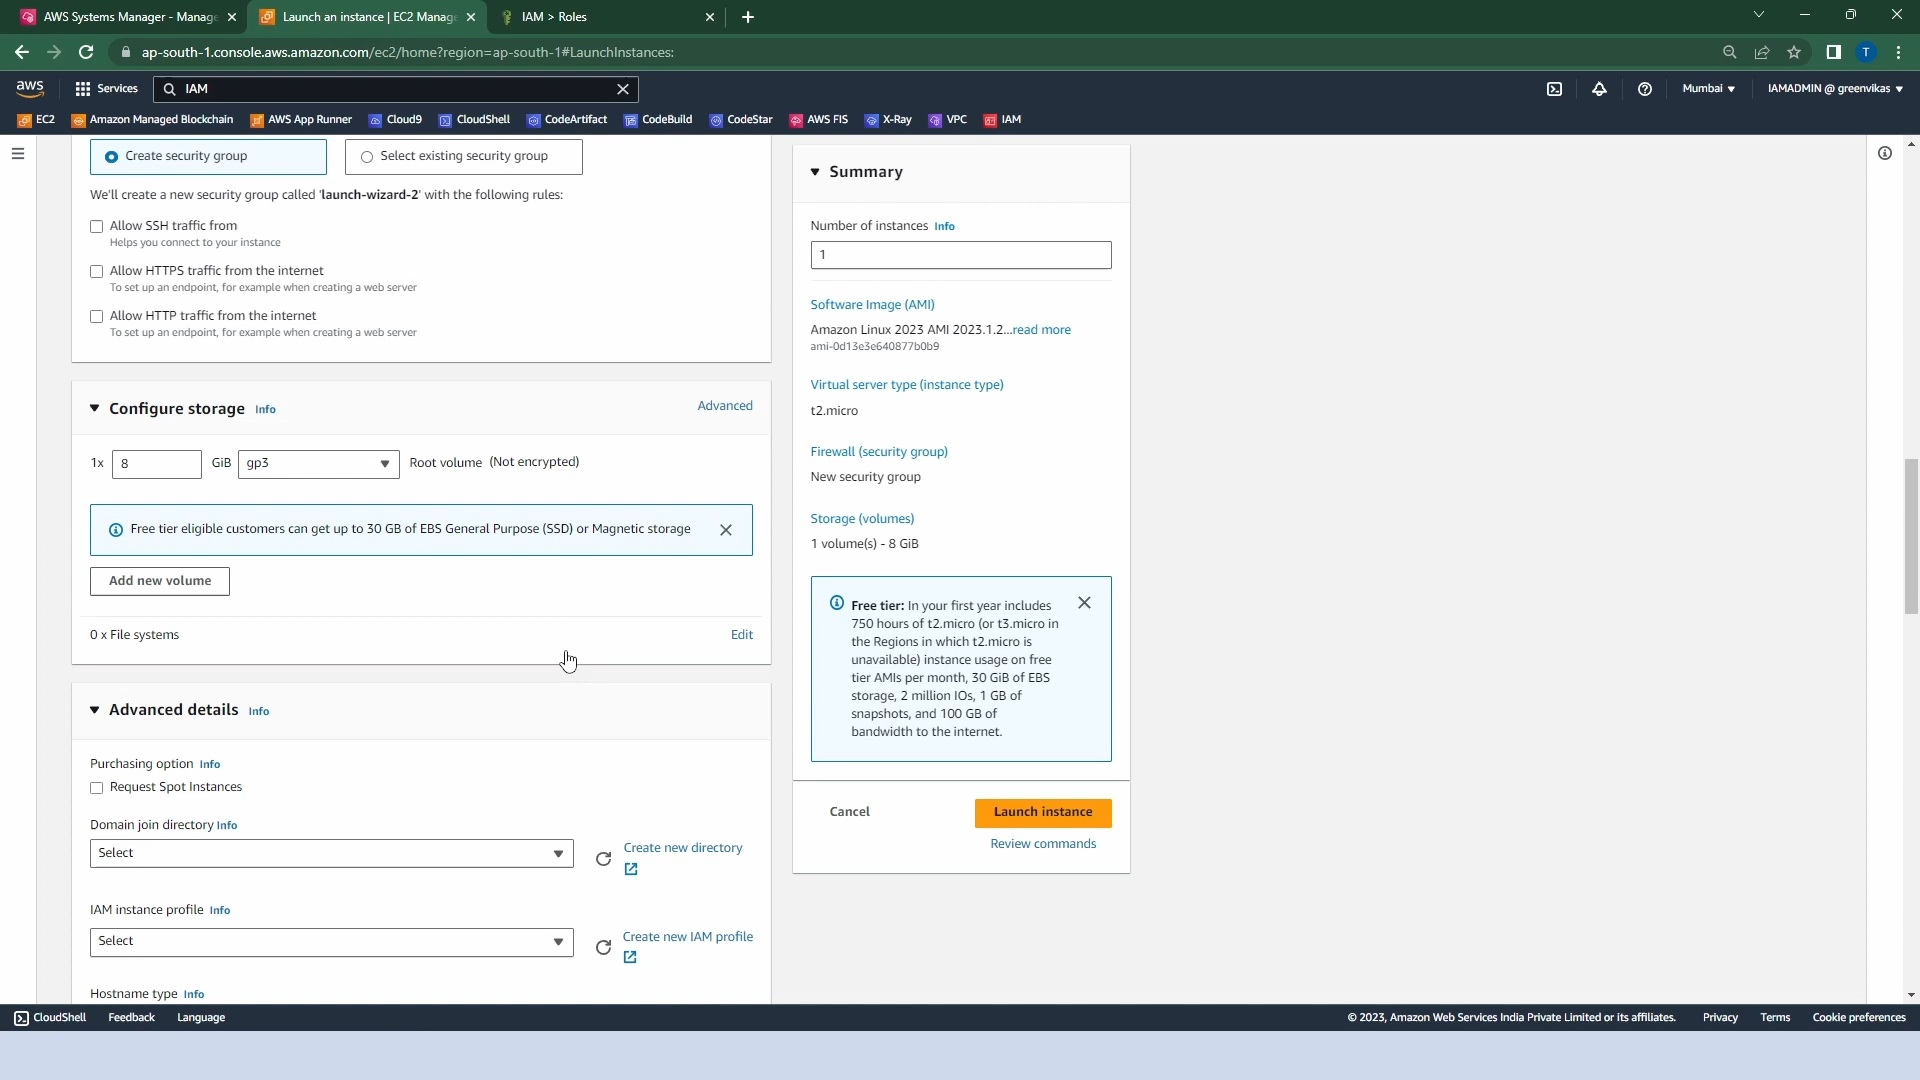 AWS Systems Manager - Manage
Launch an instance | EC2 Manage
IAM > Roles
ap-south-1.console.aws.amazon.com/ec2/home?region=ap-south-1#LaunchInstances:
T
aws
Services
IAM
Mumbai
IAMADMIN @ greenvikas
EC2
Amazon Managed Blockchain
AWS App Runner
Cloud9
CloudShell
CodeArtifact
CodeBuild
CodeStar
AWS FIS
X-Ray
VPC
IAM
Create security group
Select existing security group
We'll create a new security group called 'launch-wizard-2' with the following rules:
Allow SSH traffic from
Helps you connect to your instance
Allow HTTPS traffic from the internet
To set up an endpoint, for example when creating a web server
Allow HTTP traffic from the internet
To set up an endpoint, for example when creating a web server
Configure storage Info
Advanced
1x 8 GiB gp3 Root volume (Not encrypted)
Free tier eligible customers can get up to 30 GB of EBS General Purpose (SSD) or Magnetic storage
Add new volume
0 x File systems
Edit
Advanced details Info
Purchasing option Info
Request Spot Instances
Domain join directory Info
Select
Create new directory
IAM instance profile Info
Select
Create new IAM profile
Hostname type Info
Summary
Number of instances Info
1
Software Image (AMI)
Amazon Linux 2023 AMI 2023.1.2...read more
ami-0d13e3e640877b0b9
Virtual server type (instance type)
t2.micro
Firewall (security group)
New security group
Storage (volumes)
1 volume(s) - 8 GiB
Free tier: In your first year includes
750 hours of t2.micro (or t3.micro in
the Regions in which t2.micro is
unavailable) instance usage on free
tier AMIs per month, 30 GiB of EBS
storage, 2 million IOs, 1 GB of
snapshots, and 100 GB of
bandwidth to the internet.
Cancel
Launch instance
Review commands
CloudShell
Feedback
Language
© 2023, Amazon Web Services India Private Limited or its affiliates.
Privacy
Terms
Cookie preferences